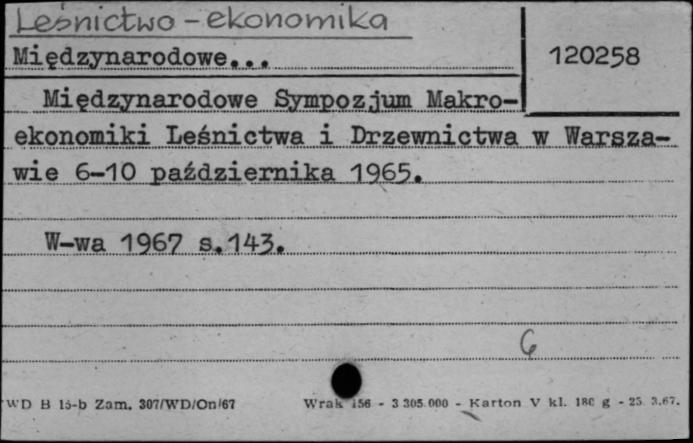 Leśnictwo - ekonomika
Międzynarodowe...
120258
Międzynarodowe Sympozjum Makro-
ekonomiki Leśnictwa i Drzewnictwa w Warsza-
wie 6-10 października 1965.
W-wa 1967 s.143.
6
WD B 15-b Zam. 307/WD/On/67
Wrak 156 - 3 305 000 - Karton V kl. 180 g - 25.3.67.